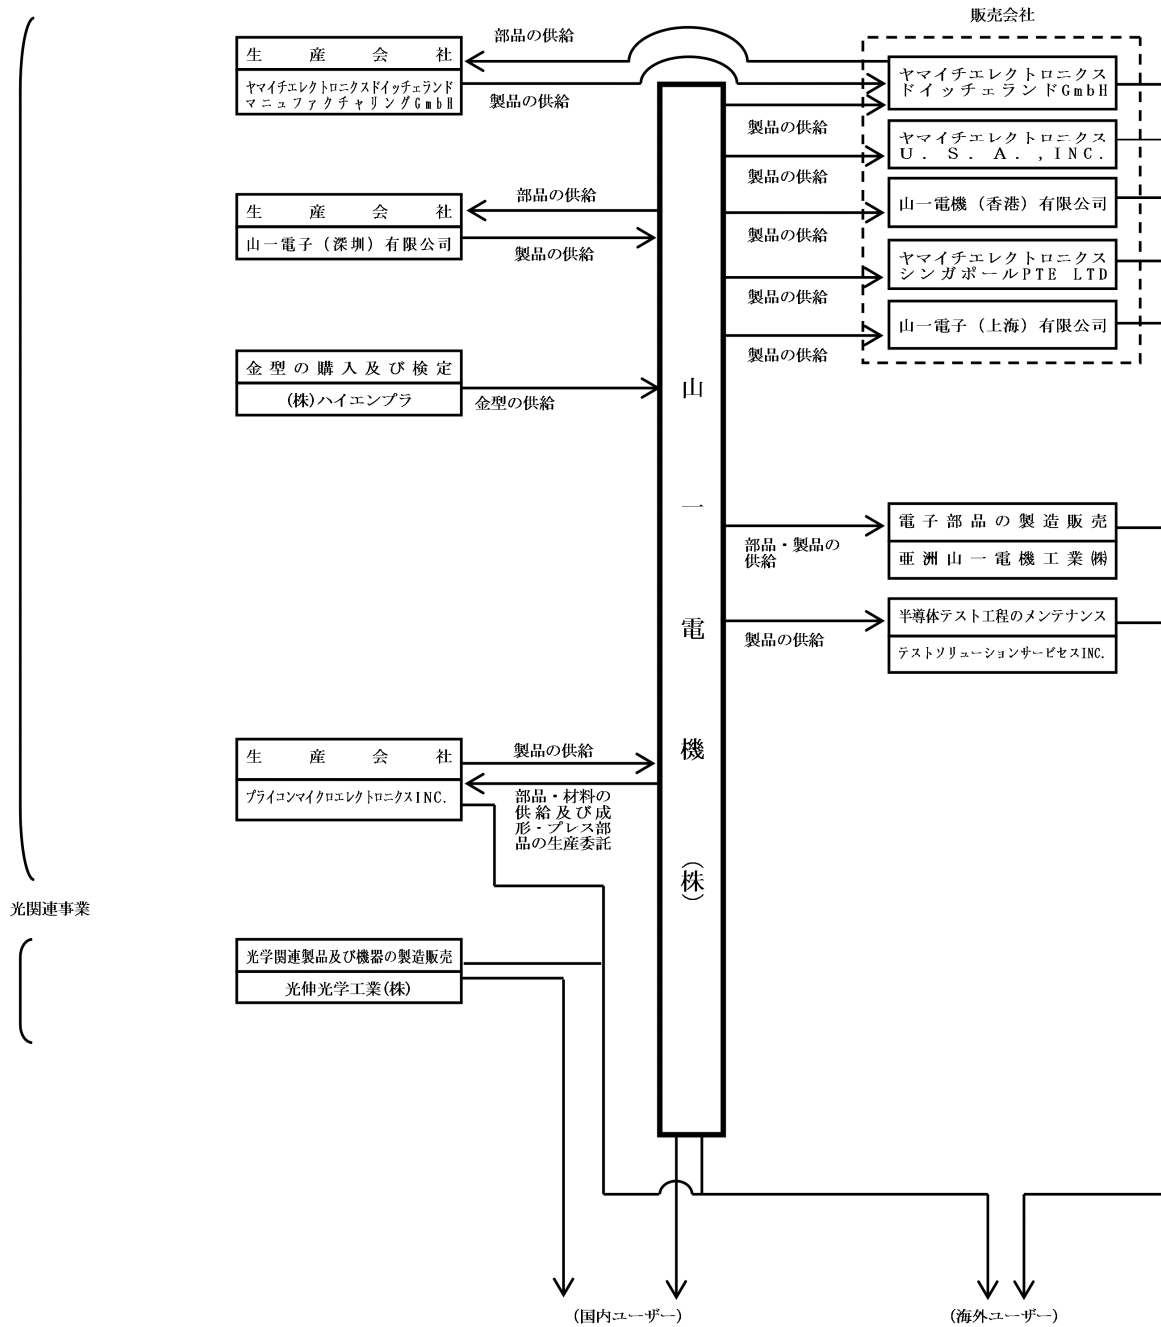 販売会社
部品の供給
生産会社
ヤマイチエレクトロニクスドイッチェランド
マニュファクチャリングGmbH
製品の供給
ヤマイチエレクトロニクス
ドイッチェランドGmbH
製品の供給
ヤマイチエレクトロニクス
U.S.A.,INC.
製品の供給
部品の供給
生産会社
山一電子(深圳)有限公司
製品の供給
山一電機(香港)有限公司
製品の供給
ヤマイチエレクトロニクス
シンガポールPTE LTD
製品の供給
山一電子(上海)有限公司
製品の供給
金型の購入及び検定
(株)ハイエンプラ
金型の供給
山一電機(株)
電子部品の製造販売
亜洲山一電機工業㈱
部品・製品の
供給
半導体テスト工程のメンテナンス
テストソリューションサービセスINC.
製品の供給
生産会社
プライコンマイクロエレクトロニクスINC.
製品の供給
部品・材料の
供給及び成
形・プレス部
品の生産委託
光関連事業
光学関連製品及び機器の製造販売
光伸光学工業(株)
(国内ユーザー)
(海外ユーザー)